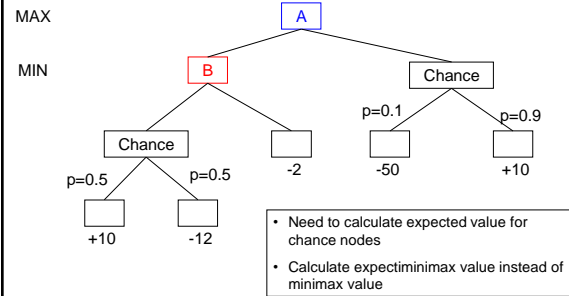 MAX
A
MIN
B
Chance
p=0.1
p=0.9
Chance
-2
-50
+10
p=0.5
p=0.5
+10
-12
• Need to calculate expected value for
chance nodes
• Calculate expectiminimax value instead of
minimax value